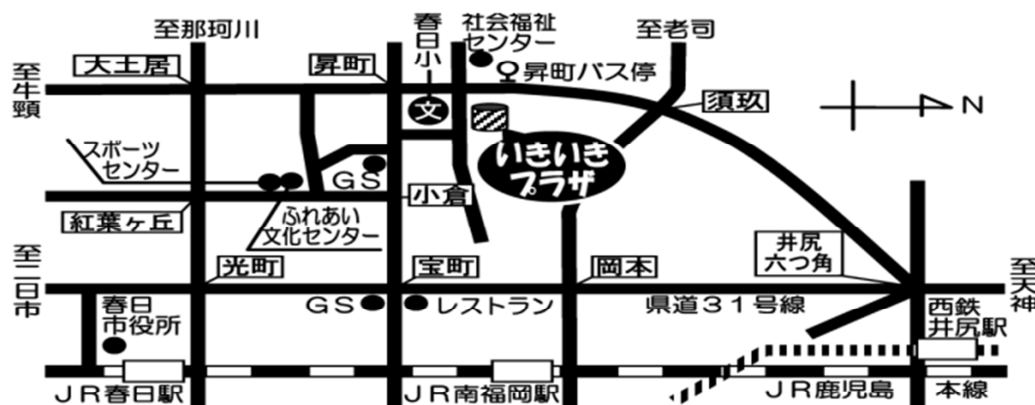 至那珂川
春日小
社会福祉
センター
至老司
至牛頸
大土居
昇町
昇町バス停
文
須玖
N
スポーツ
センター
GS
いきいき
プラザ
小倉
紅葉ヶ丘
ふれあい
文化センター
至二日市
光町
宝町
岡本
井尻
六つ角
至天神
春日
市役所
GS
レストラン
県道31号線
西鉄
井尻駅
JR春日駅
JR南福岡駅
JR鹿児島
本線